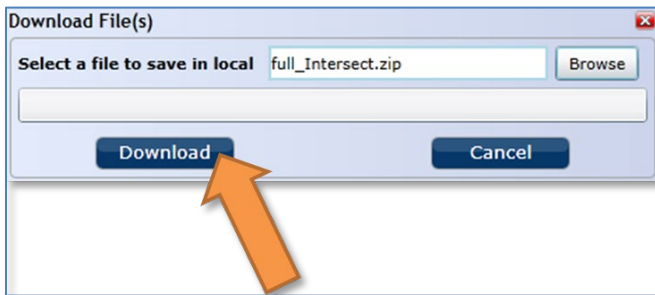 Download File(s)
Select a file to save in local full_Intersect.zip Browse
Download Cancel